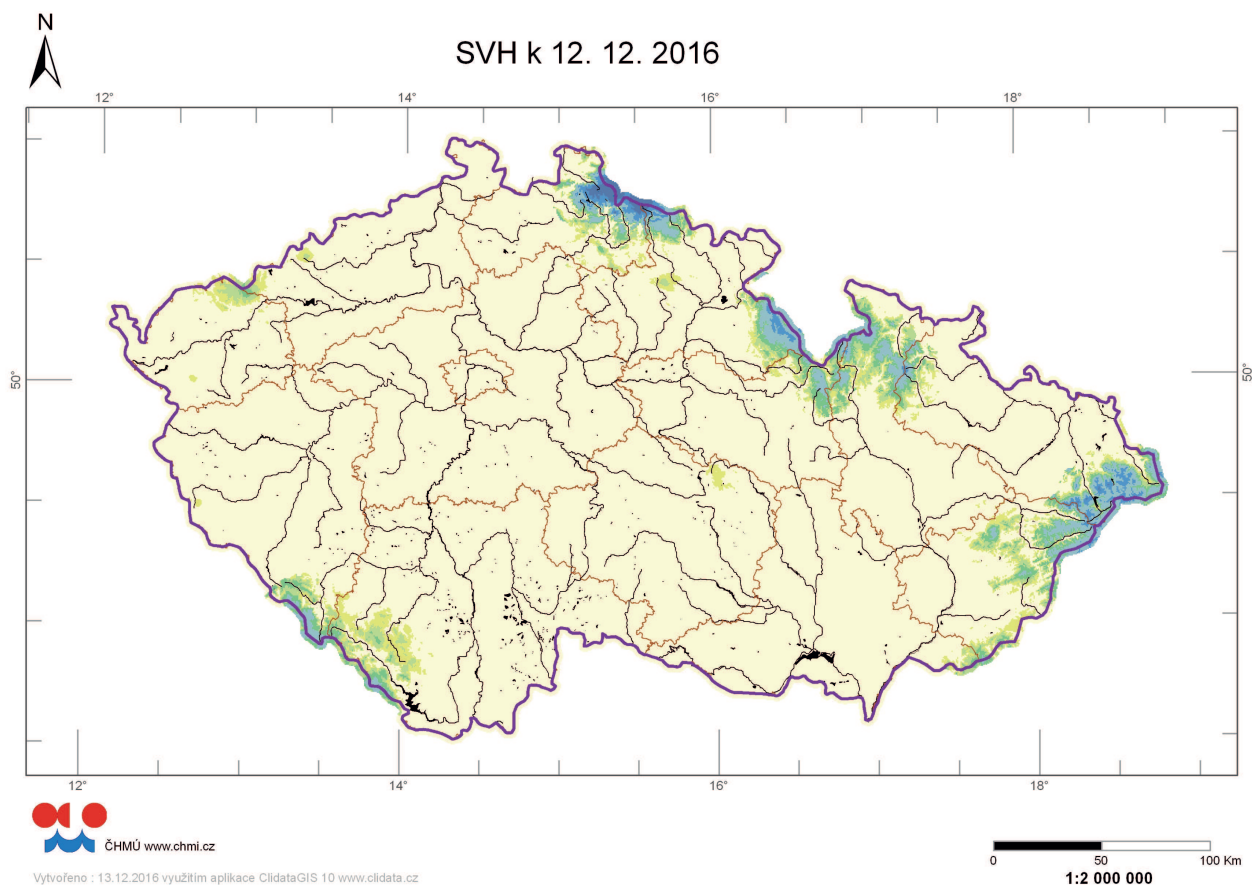 N
SVH k 12. 12. 2016
12° 14° 16° 18°
50° 50°
12° 14° 16° 18°
ČHMÚ www.chmi.cz
0 50 100 Km
1:2 000 000
Vytvořeno : 13.12.2016 využitím aplikace ClidataGIS 10 www.clidata.cz